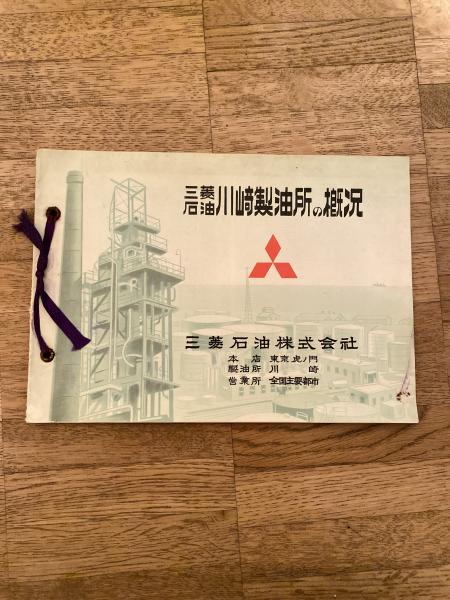 三菱石油川崎製油所の概況
三菱石油株式会社
本店 東京虎ノ門
製油所 川崎
営業所 全国主要都市